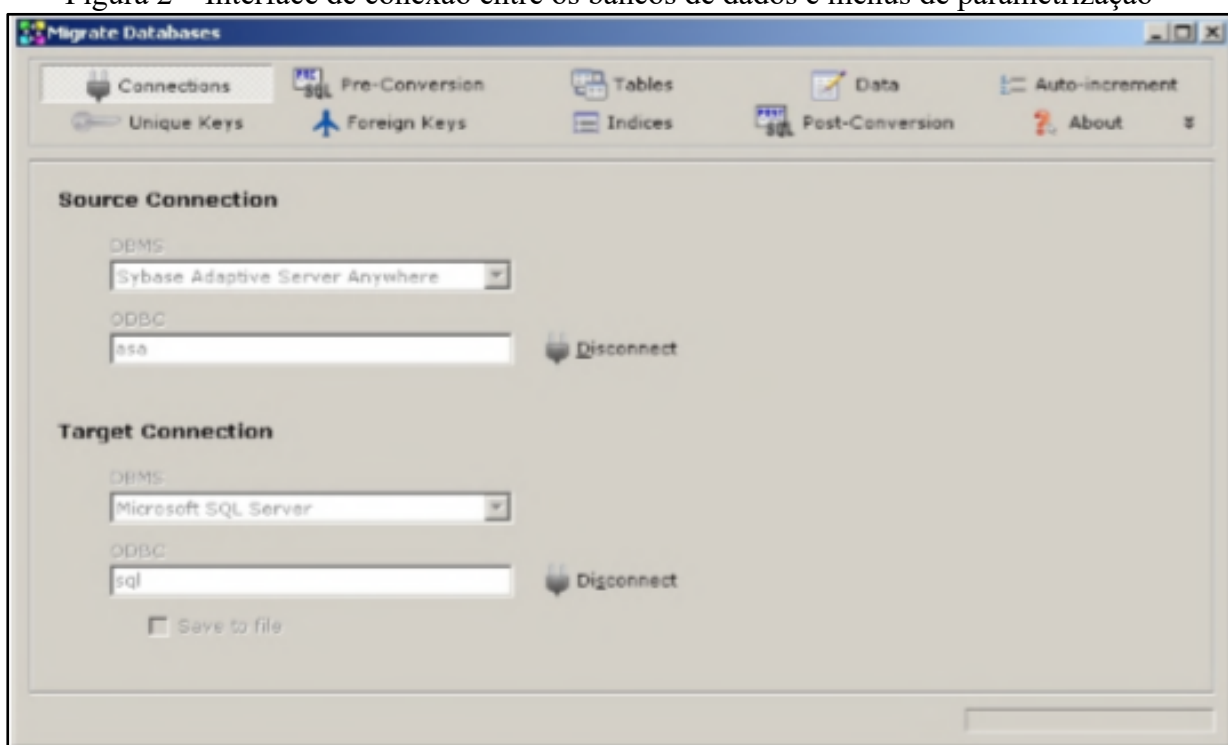 Figura 2 – Interface de conexão entre os bancos de dados e menus de parametrização
Migrate Databases
Connections Pre-Conversion Tables Data Auto-increment
Unique Keys Foreign Keys Indices Post-Conversion About
Source Connection
DBMS
Sybase Adaptive Server Anywhere
ODBC
asa Disconnect
Target Connection
DBMS
Microsoft SQL Server
ODBC
sql Disconnect
Save to file